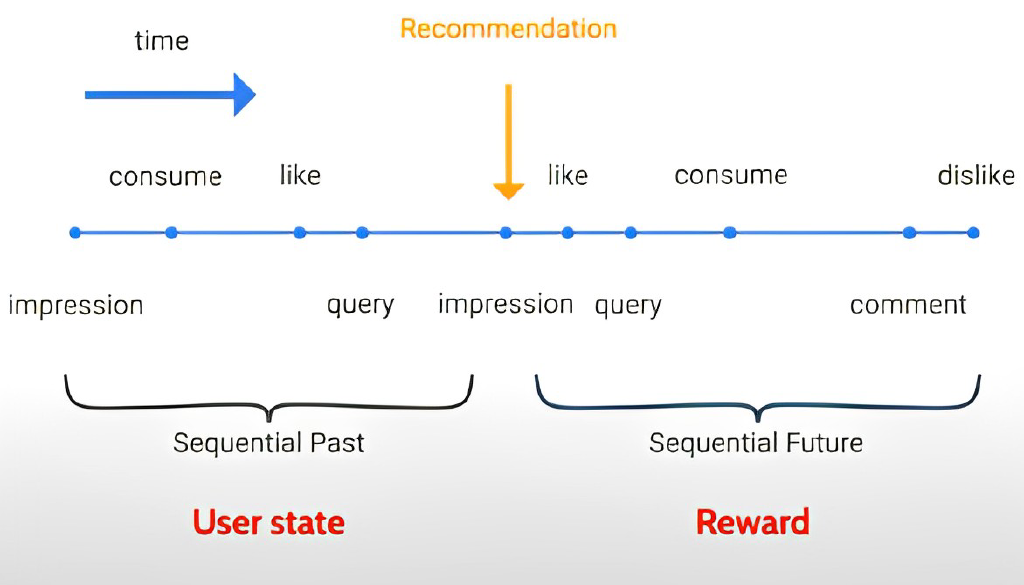 Recommendation
time
consume like like consume dislike
impression query impression query comment
Sequential Past Sequential Future
User state Reward